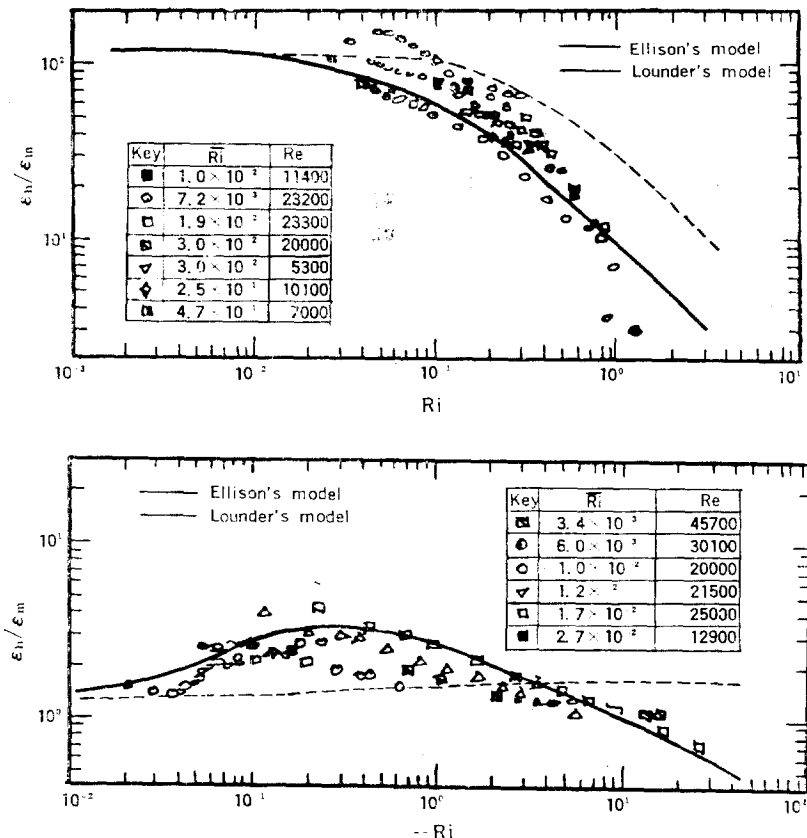 Ellison's model
Lounder's model
εh/εm
10²
10¹
Key Ri Re
1.0 × 10⁻² 11400
7.2 × 10⁻³ 23200
1.9 × 10⁻² 23300
3.0 × 10⁻² 20000
3.0 × 10⁻² 5300
2.5 × 10⁻¹ 10100
4.7 × 10⁻¹ 7000
10⁻³ 10⁻² 10⁻¹ 10⁰ 10¹
Ri
Ellison's model
Lounder's model
εh/εm
10¹
10⁰
Key Ri Re
3.4 × 10⁻³ 45700
6.0 × 10⁻³ 30100
1.0 × 10⁻² 20000
21500
1.7 × 10⁻² 25030
2.7 × 10⁻² 12900
10⁻² 10⁻¹ 10⁰ 10¹
-Ri